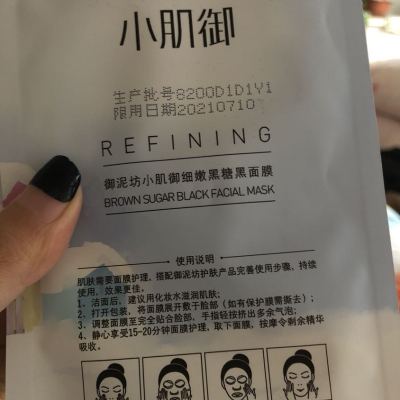 小肌御
生产批号8200D1D1Y1
限用日期20210710
REFINING
御泥坊小肌御细嫩黑糖黑面膜
BROWN SUGAR BLACK FACIAL MASK
使用说明
肌肤需要面膜护理，搭配御泥坊护肤产品完善使用步骤，持续
使用，效果更佳。
1、洁面后，建议用化妆水滋润肌肤；
2、打开包装，将面膜展开敷于脸部（如有保护膜需撕去）；
3、调整面膜至完全贴合脸部，手指轻按挤出多余气泡；
4、静心享受15-20分钟面膜护理，取下面膜，按摩令剩余精华
吸收。